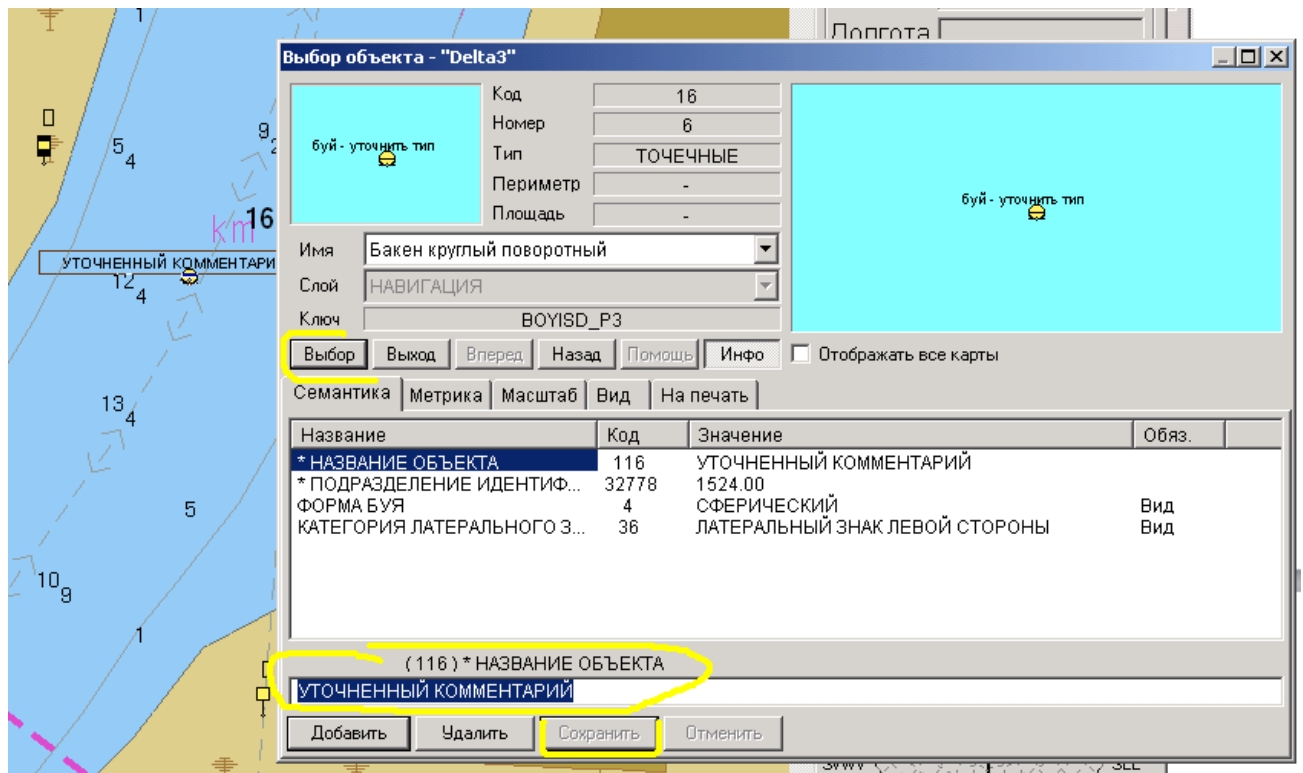 1
Долгота
Выбор объекта - "Delta3"
буй - уточнить тип
Код 16
Номер 6
Тип ТОЧЕЧНЫЕ
Периметр -
Площадь -
буй - уточнить тип
Имя Бакен круглый поворотный
Слой НАВИГАЦИЯ
Ключ BOYISD_P3
Выбор Выход Вперед Назад Помощь Инфо Отображать все карты
Семантика Метрика Масштаб Вид На печать
Название Код Значение Обяз.
* НАЗВАНИЕ ОБЪЕКТА 116 УТОЧНЕННЫЙ КОММЕНТАРИЙ
* ПОДРАЗДЕЛЕНИЕ ИДЕНТИФ... 32778 1524.00
ФОРМА БУЯ 4 СФЕРИЧЕСКИЙ Вид
КАТЕГОРИЯ ЛАТЕРАЛЬНОГО З... 36 ЛАТЕРАЛЬНЫЙ ЗНАК ЛЕВОЙ СТОРОНЫ Вид
(116) * НАЗВАНИЕ ОБЪЕКТА
УТОЧНЕННЫЙ КОММЕНТАРИЙ
Добавить Удалить Сохранить Отменить
5 4
9
km 16
УТОЧНЕННЫЙ КОММЕНТАРИ
12 4
13 4
5
10 9
1